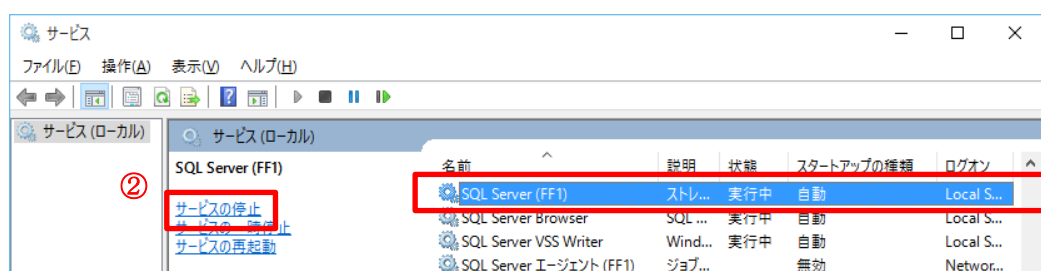 サービス
ファイル(F) 操作(A) 表示(V) ヘルプ(H)
サービス (ローカル)
サービス (ローカル)
SQL Server (FF1)
②
サービスの停止
サービスの一時停止
サービスの再起動
名前 説明 状態 スタートアップの種類 ログオン
SQL Server (FF1) ストレ... 実行中 自動 Local S...
SQL Server Browser SQL ... 実行中 自動 Local S...
SQL Server VSS Writer Wind... 実行中 自動 Local S...
SQL Server エージェント (FF1) ジョブ... 無効 Networ...